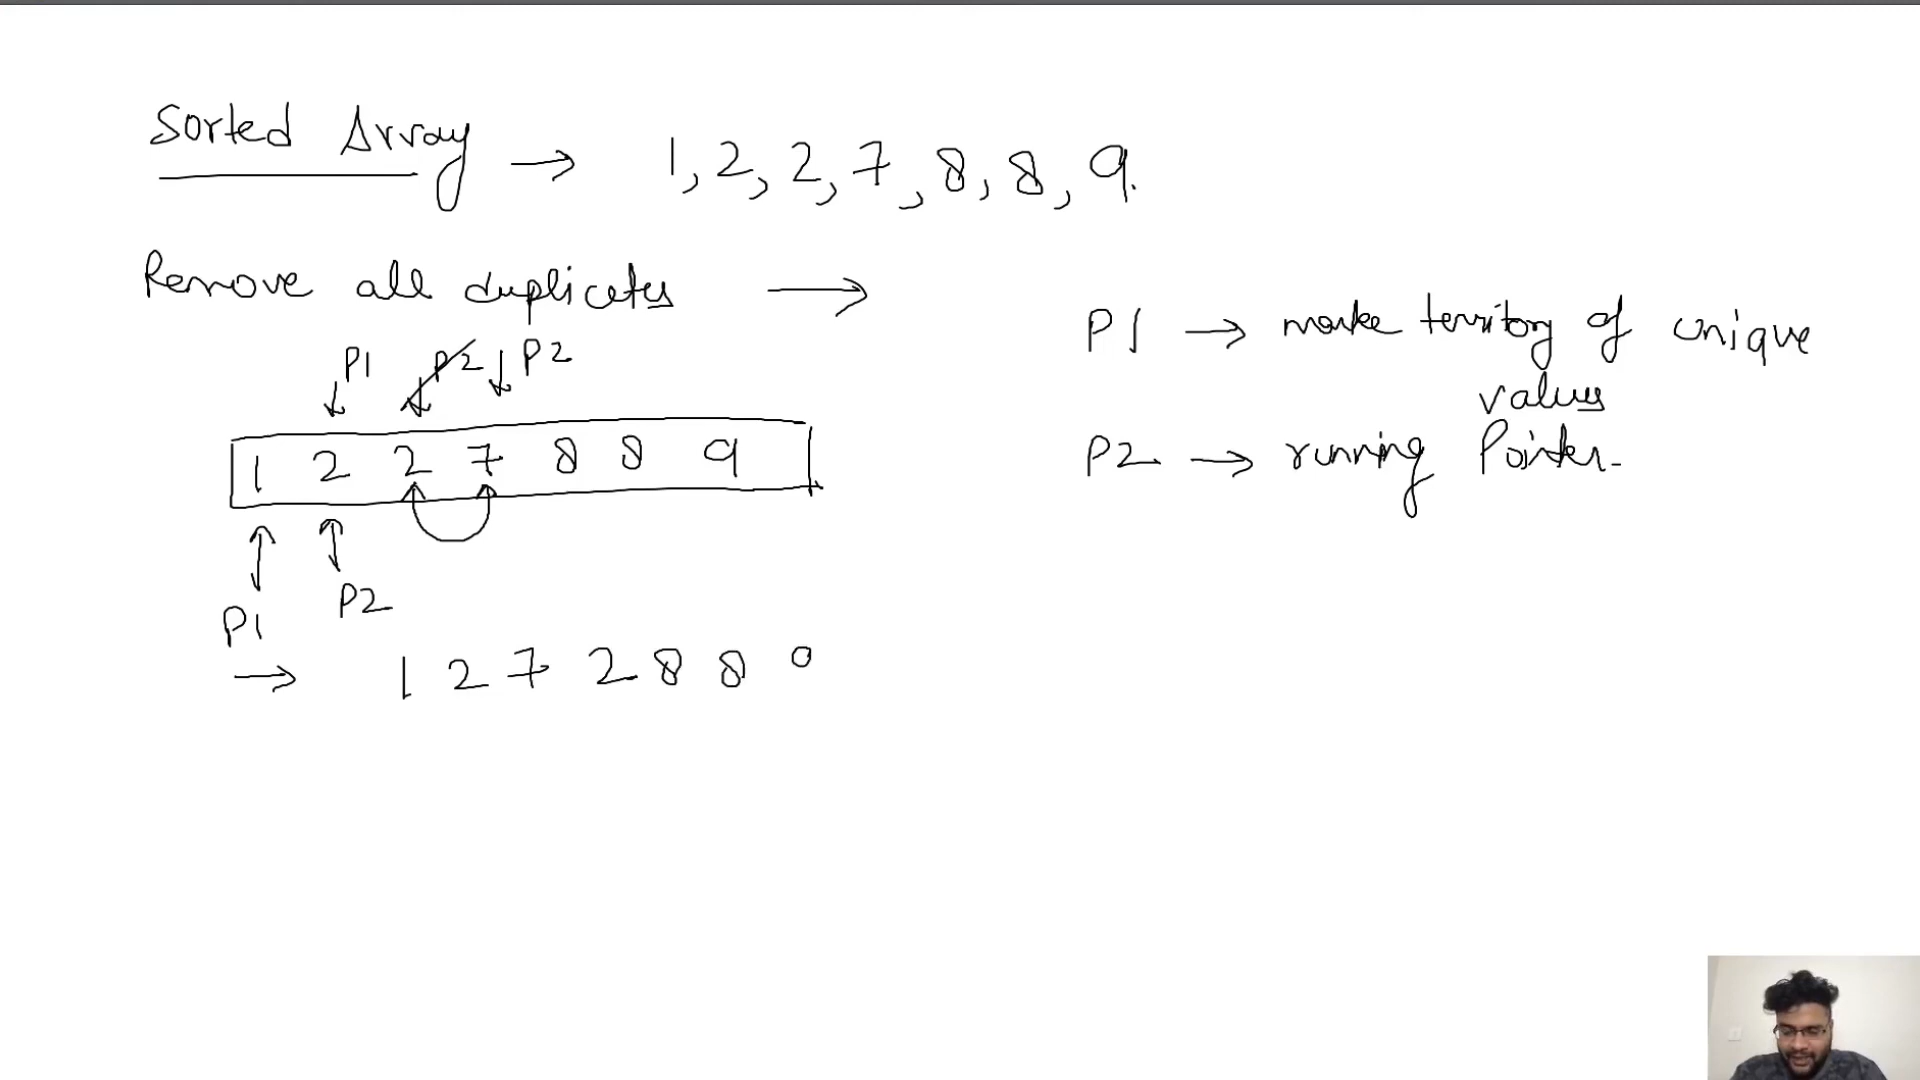 Sorted Array → 1, 2, 2, 7, 8, 8, 9.
Remove all duplicates →
P1 → marke territory of unique
values
P2 → running Pointer.
P1 P2 P2
1 2 2 7 8 8 9
P1 P2
→ 1 2 7 2 8 8